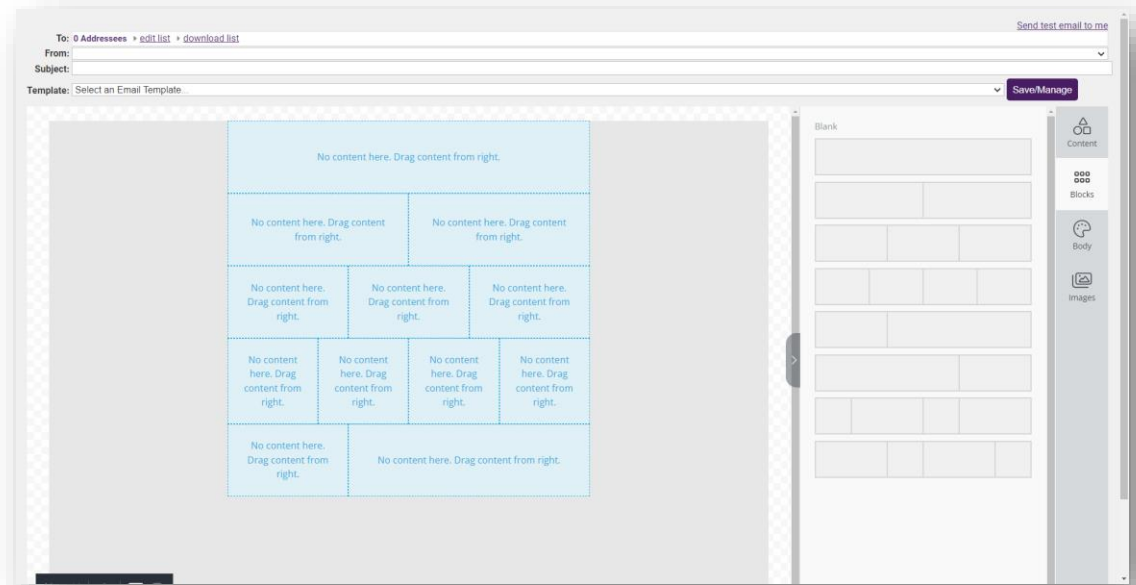 Send test email to me
To: 0 Addressees ▸ edit list ▸ download list
From:
Subject:
Template: Select an Email Template... Save/Manage
Blank
Content
Blocks
Body
Images
No content here. Drag content from right.
No content here. Drag content
from right.
No content here. Drag content
from right.
No content here.
Drag content from
right.
No content here.
Drag content from
right.
No content here.
Drag content from
right.
No content
here. Drag
content from
right.
No content
here. Drag
content from
right.
No content
here. Drag
content from
right.
No content
here. Drag
content from
right.
No content here.
Drag content from
right.
No content here. Drag content from right.